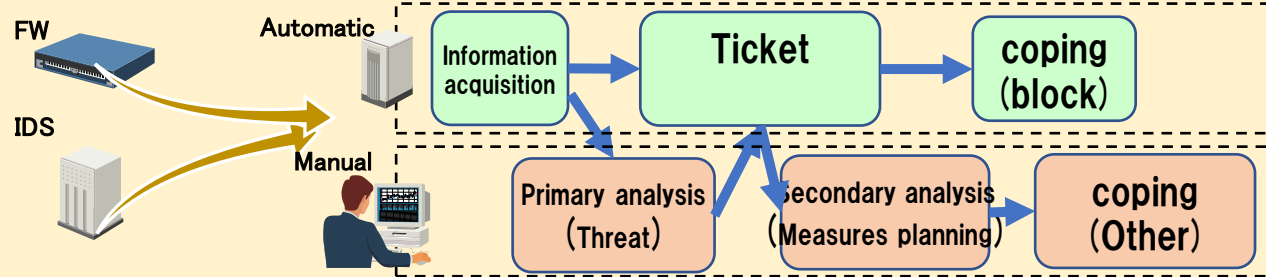 FW
IDS
Automatic
Information
acquisition
Ticket
coping
(block)
Manual
Primary analysis
(Threat)
Secondary analysis
(Measures planning)
coping
(Other)